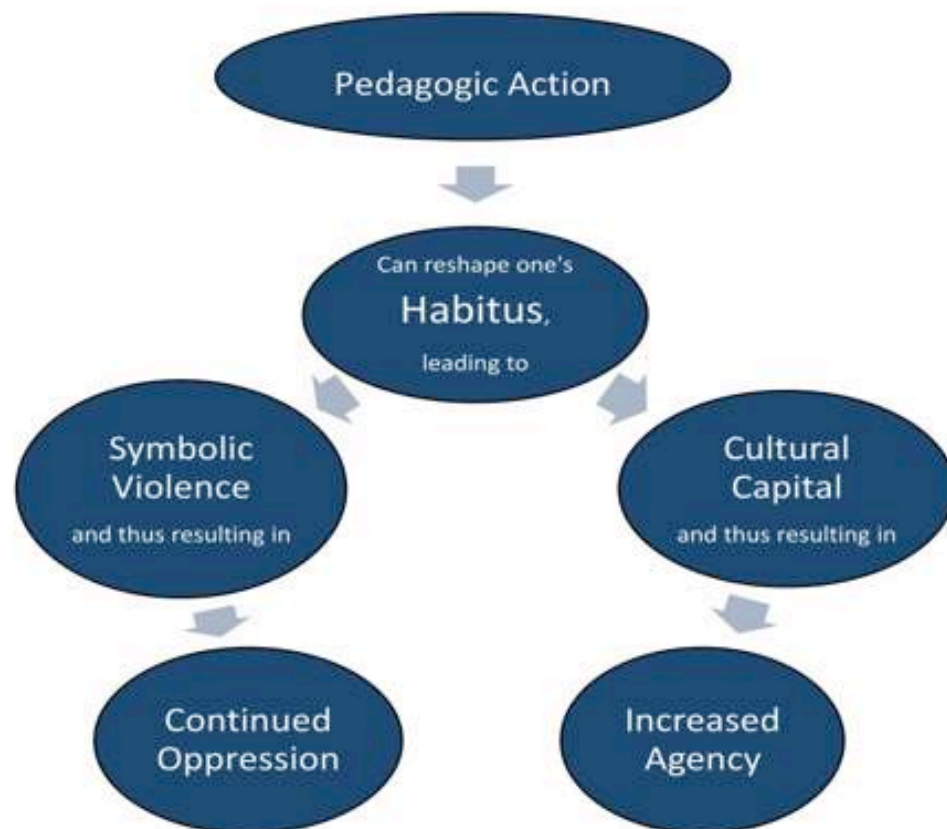 Pedagogic Action
Can reshape one's
Habitus,
leading to
Symbolic
Violence
and thus resulting in
Cultural
Capital
and thus resulting in
Continued
Oppression
Increased
Agency